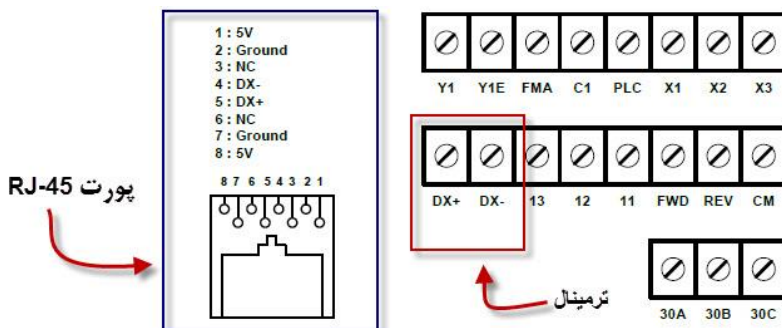 1 : 5V
2 : Ground
3 : NC
4 : DX-
5 : DX+
6 : NC
7 : Ground
8 : 5V
8 7 6 5 4 3 2 1
پورت RJ-45
Y1 Y1E FMA C1 PLC X1 X2 X3
DX+ DX- 13 12 11 FWD REV CM
ترمینال
30A 30B 30C